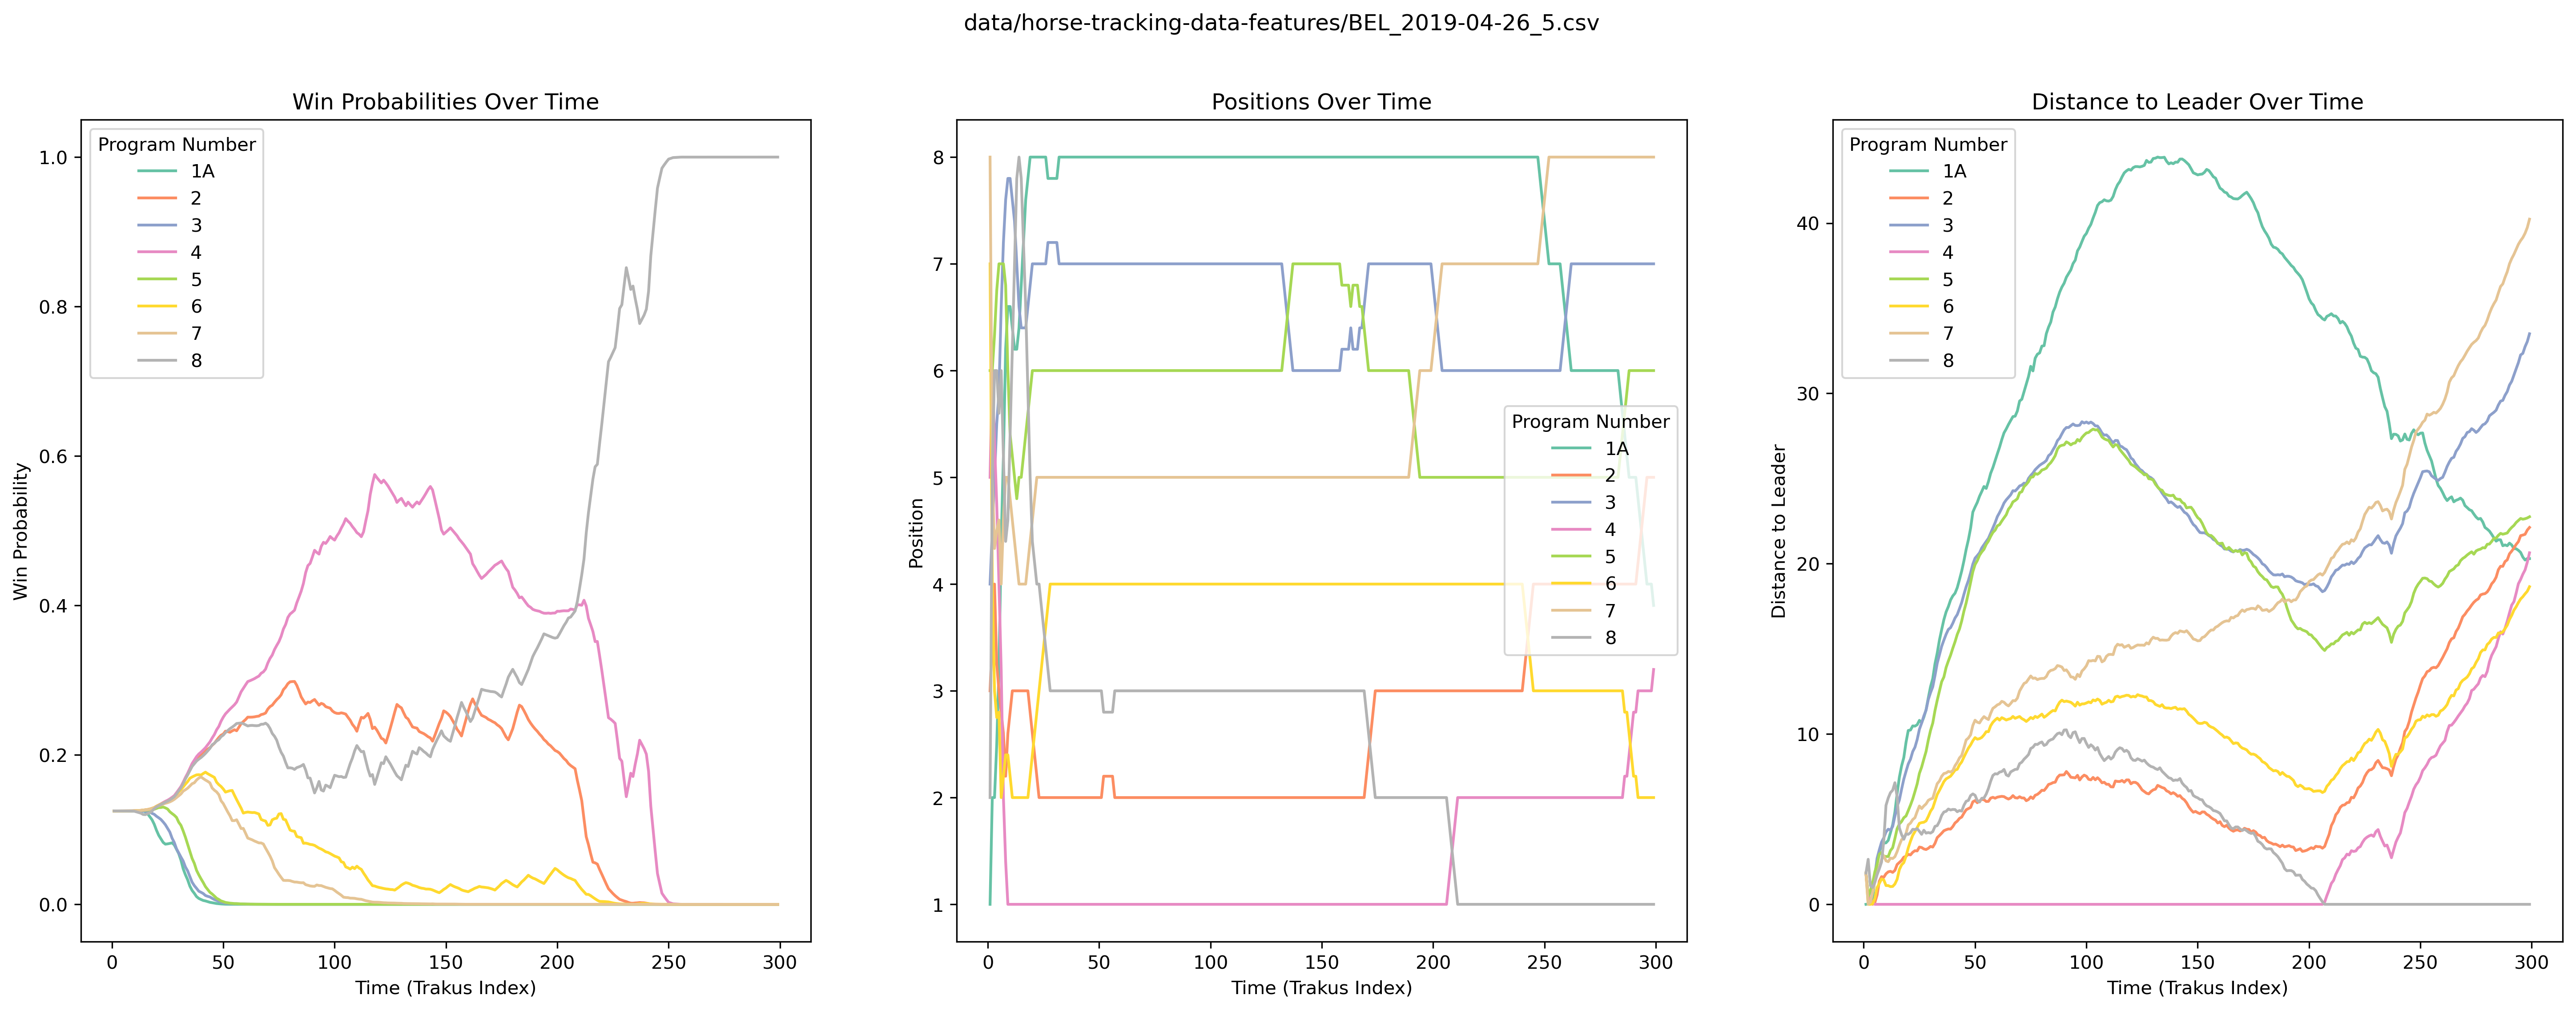 data/horse-tracking-data-features/BEL_2019-04-26_5.csv
Win Probabilities Over Time
Win Probability
1.0
0.8
0.6
0.4
0.2
0.0
Program Number
1A
2
3
4
5
6
7
8
0 50 100 150 200 250 300
Time (Trakus Index)
Positions Over Time
Position
8
7
6
5
4
3
2
1
Program Number
1A
2
3
4
5
6
7
8
0 50 100 150 200 250 300
Time (Trakus Index)
Distance to Leader Over Time
Distance to Leader
40
30
20
10
0
Program Number
1A
2
3
4
5
6
7
8
0 50 100 150 200 250 300
Time (Trakus Index)